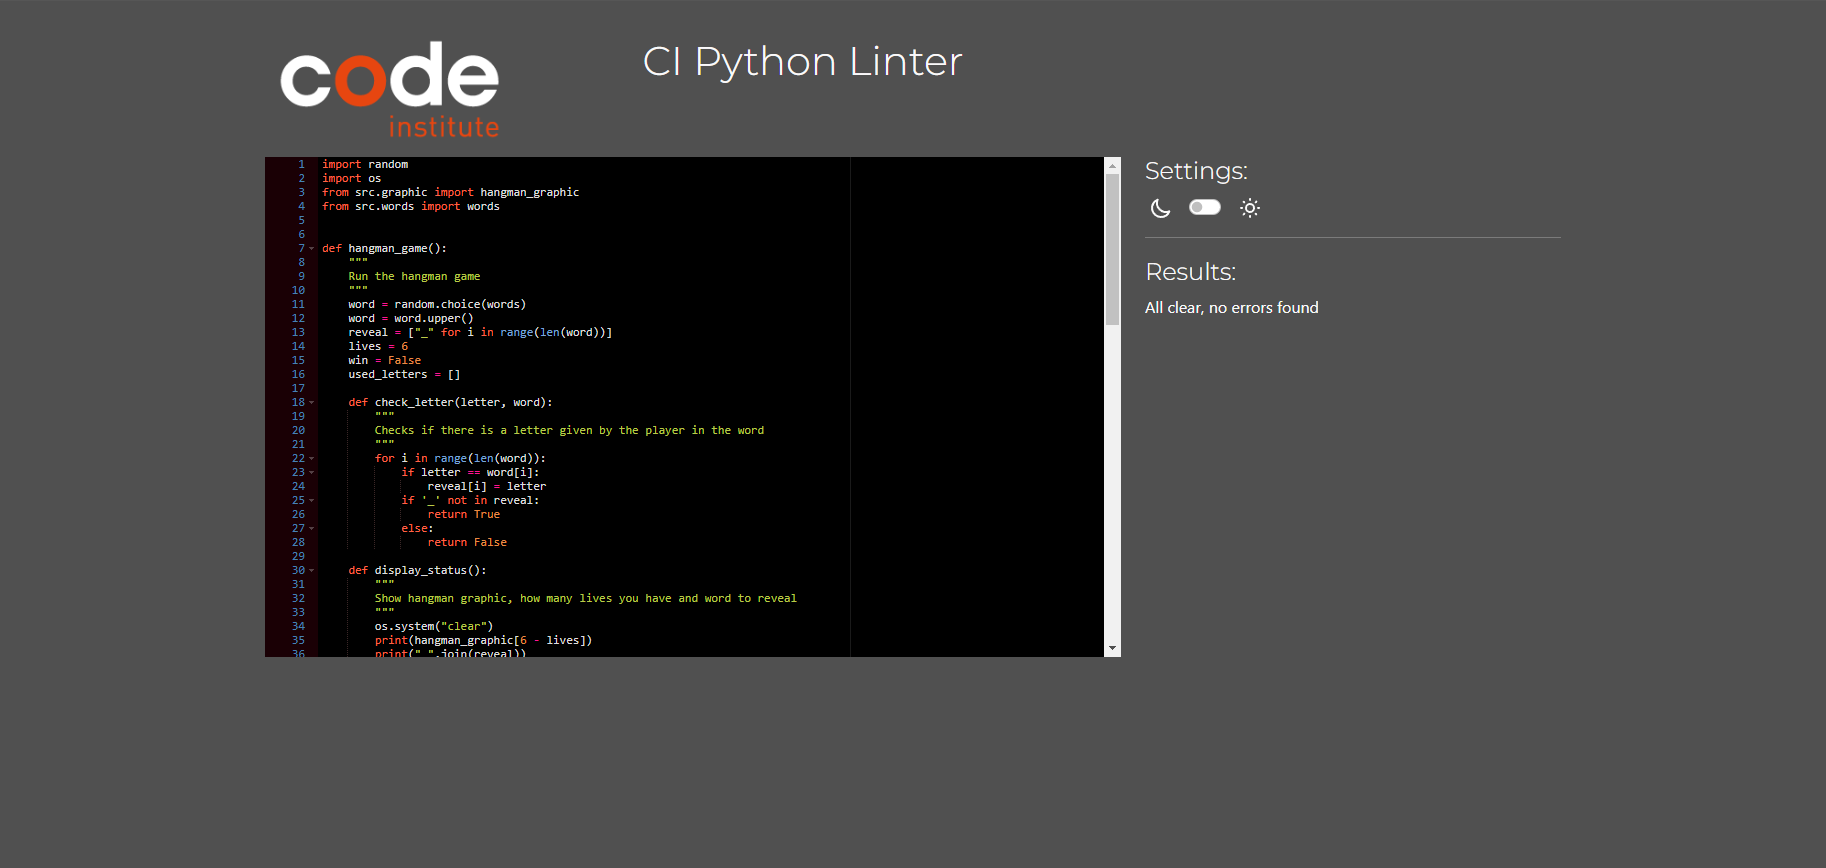 code
institute
CI Python Linter
1 import random
2 import os
3 from src.graphic import hangman_graphic
4 from src.words import words
5
6
7 def hangman_game():
8     """
9     Run the hangman game
10     """
11     word = random.choice(words)
12     word = word.upper()
13     reveal = ["_" for i in range(len(word))]
14     lives = 6
15     win = False
16     used_letters = []
17
18     def check_letter(letter, word):
19         """
20         Checks if there is a letter given by the player in the word
21         """
22         for i in range(len(word)):
23             if letter == word[i]:
24                 reveal[i] = letter
25             if '_' not in reveal:
26                 return True
27             else:
28                 return False
29
30     def display_status():
31         """
32         Show hangman graphic, how many lives you have and word to reveal
33         """
34         os.system("clear")
35         print(hangman_graphic[6 - lives])
36         print(" ".join(reveal))
Settings:
Results:
All clear, no errors found